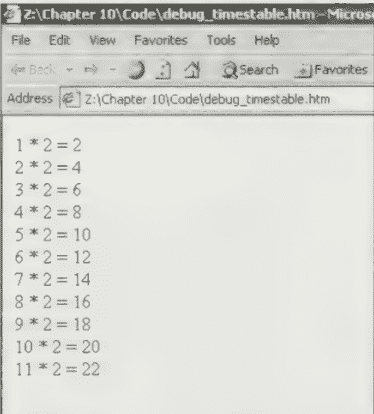 Z:\Chapter 10\Code\debug_timestable.htm - Micros
File Edit View Favorites Tools Help
Back Search Favorites
Address Z:\Chapter 10\Code\debug_timestable.htm
1 * 2 = 2
2 * 2 = 4
3 * 2 = 6
4 * 2 = 8
5 * 2 = 10
6 * 2 = 12
7 * 2 = 14
8 * 2 = 16
9 * 2 = 18
10 * 2 = 20
11 * 2 = 22